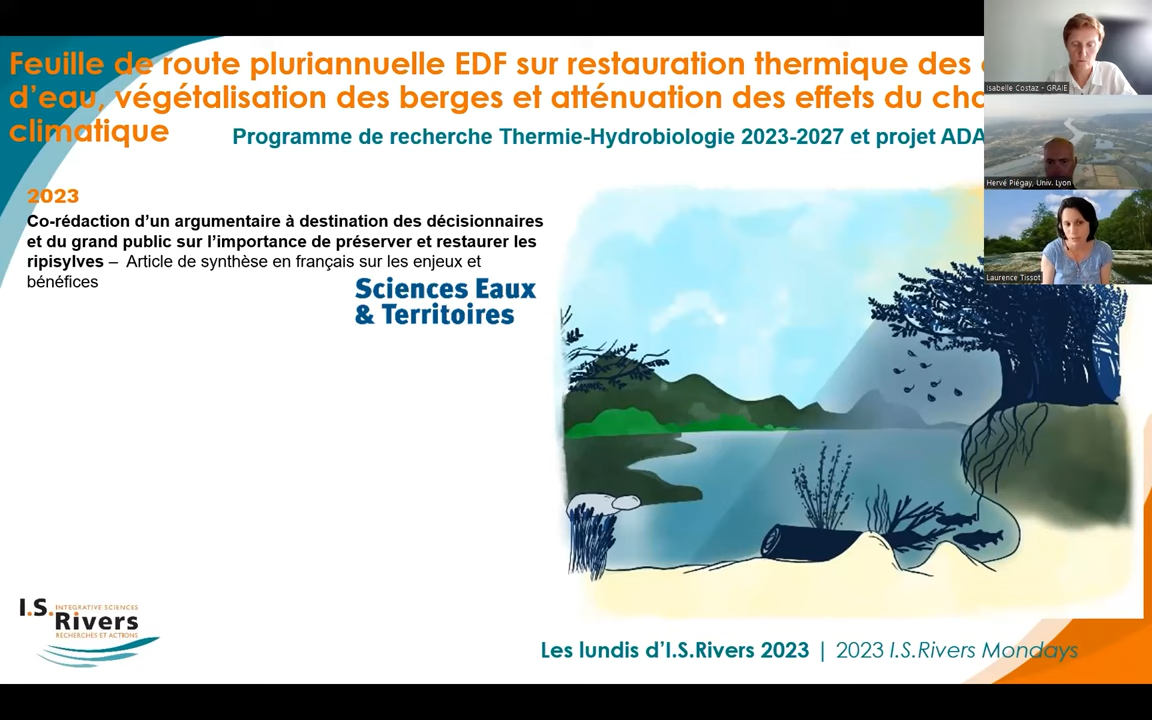 Feuille de route pluriannuelle EDF sur restauration thermique des
d'eau, végétalisation des berges et atténuation des effets du
climatique
Programme de recherche Thermie-Hydrobiologie 2023-2027 et projet
2023
Co-rédaction d'un argumentaire à destination des décisionnaires
et du grand public sur l'importance de préserver et restaurer les
ripisylves – Article de synthèse en français sur les enjeux et
bénéfices
Sciences Eaux
& Territoires
Isabelle Costaz - GRAIE
Hervé Piégay, Univ. Lyon
Laurence Tissot
I.S. INTEGRATIVE SCIENCES
Rivers
RECHERCHES ET ACTIONS
Les lundis d'I.S.Rivers 2023 | 2023 I.S.Rivers Mondays